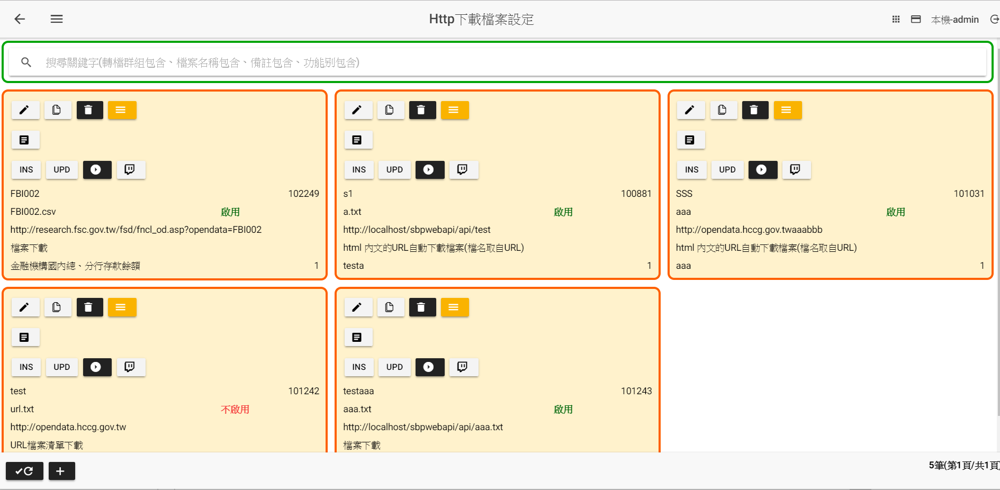 Http下載檔案設定
本機-admin
搜尋關鍵字(轉檔群組包含、檔案名稱包含、備註包含、功能別包含)
INS UPD
FBI002 102249
FBI002.csv 啟用
http://research.fsc.gov.tw/fsd/fncl_od.asp?opendata=FBI002
檔案下載
金融機構國內總、分行存款餘額 1
INS UPD
s1 100881
a.txt 啟用
http://localhost/sbpwebapi/api/test
html 內文的URL自動下載檔案(檔名取自URL)
testa 1
INS UPD
SSS 101031
aaa 啟用
http://opendata.hccg.gov.twaaabbb
html 內文的URL自動下載檔案(檔名取自URL)
aaa 1
INS UPD
test 101242
url.txt 不啟用
http://opendata.hccg.gov.tw
URL檔案清單下載
INS UPD
testaaa 101243
aaa.txt 啟用
http://localhost/sbpwebapi/api/aaa.txt
檔案下載
5筆(第1頁/共1頁)